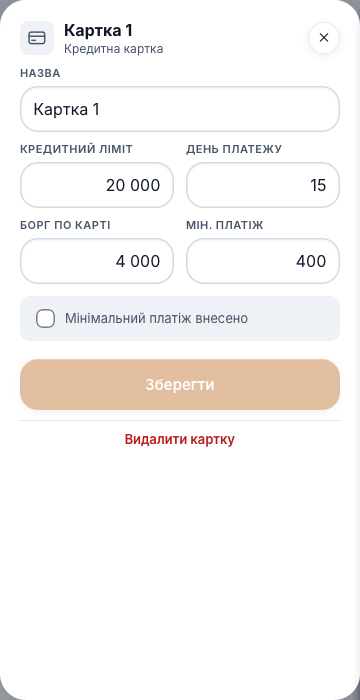 Картка 1
Кредитна картка
НАЗВА
Картка 1
КРЕДИТНИЙ ЛІМІТ
ДЕНЬ ПЛАТЕЖУ
20 000
15
БОРГ ПО КАРТІ
МІН. ПЛАТІЖ
4 000
400
Мінімальний платіж внесено
Зберегти
Видалити картку